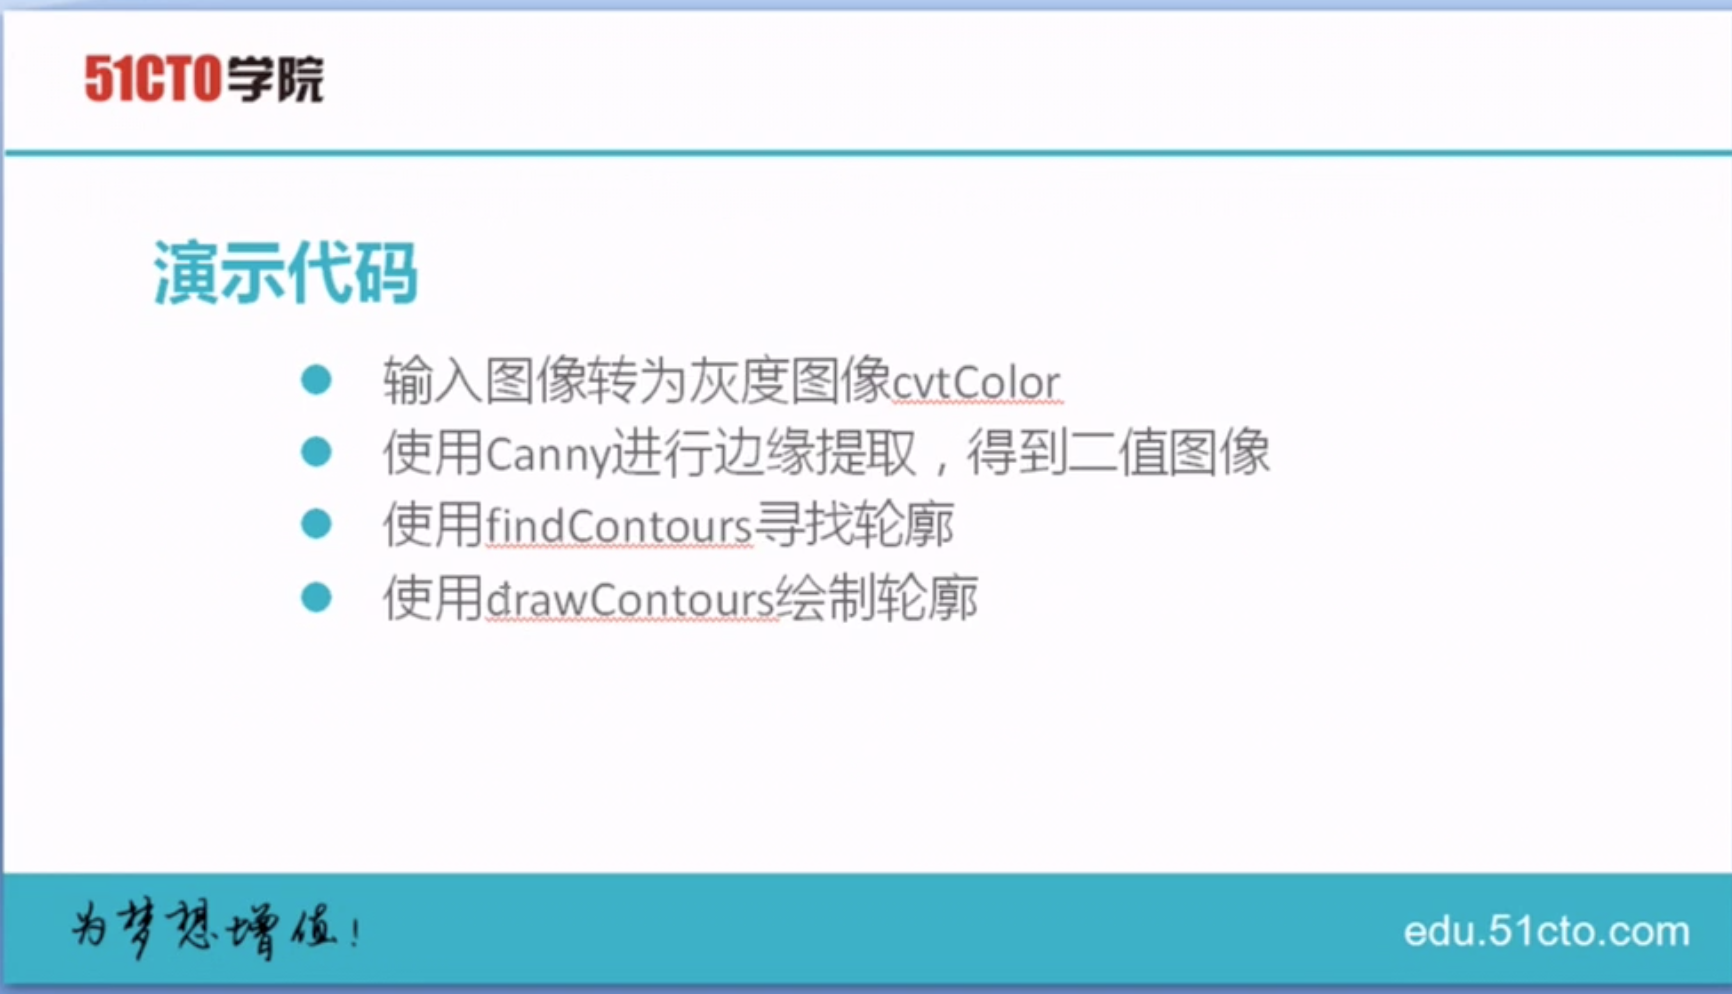 51CTO学院
演示代码
输入图像转为灰度图像cvtColor
使用Canny进行边缘提取，得到二值图像
使用findContours寻找轮廓
使用drawContours绘制轮廓
为梦想增值!
edu.51cto.com